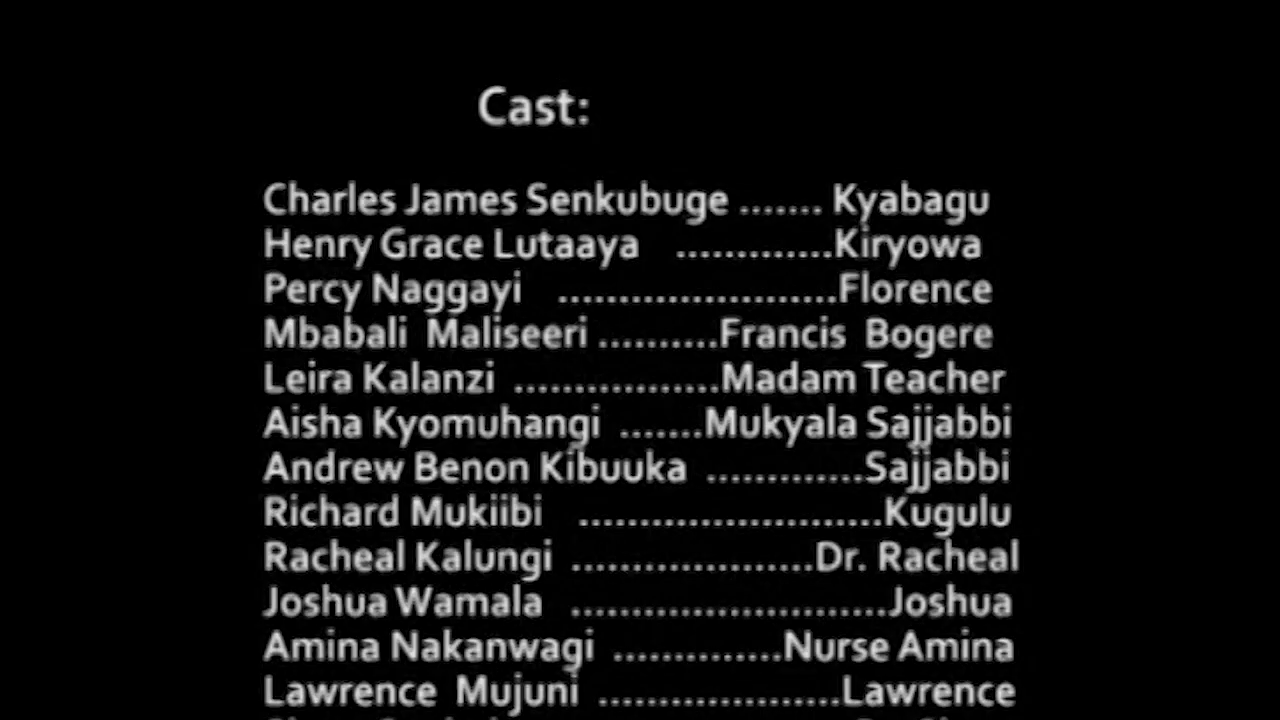 Cast:
Charles James Senkubuge ....... Kyabagu
Henry Grace Lutaaya .............Kiryowa
Percy Naggayi .......................Florence
Mbabali Maliseeri ..........Francis Bogere
Leira Kalanzi .................Madam Teacher
Aisha Kyomuhangi .......Mukyala Sajjabbi
Andrew Benon Kibuuka .............Sajjabbi
Richard Mukiibi .........................Kugulu
Racheal Kalungi ....................Dr. Racheal
Joshua Wamala ..........................Joshua
Amina Nakanwagi ..............Nurse Amina
Lawrence Mujuni ....................Lawrence